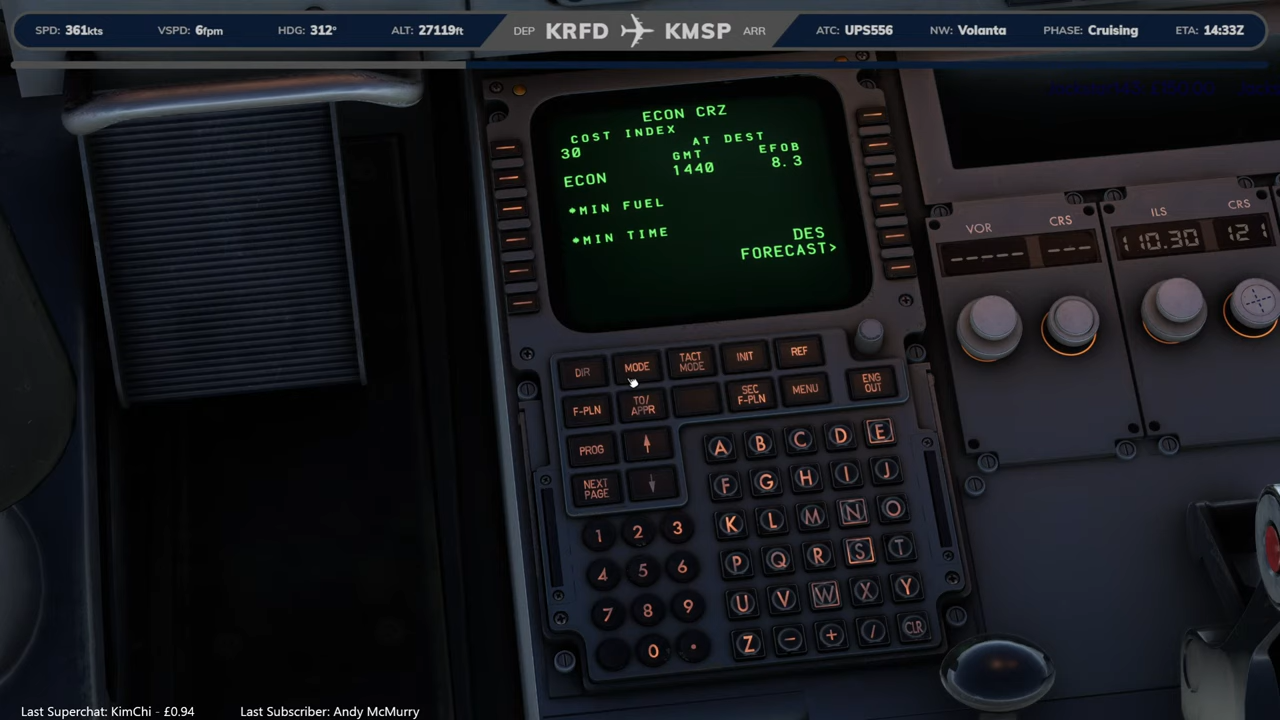 SPD: 361kts VSPD: 6fpm HDG: 312° ALT: 27119ft DEP KRFD KMSP ARR ATC: UPS556 NW: Volanta PHASE: Cruising ETA: 14:33Z
ECON CRZ
COST INDEX AT DEST
30 GMT EFOB
ECON 1440 8.3
*MIN FUEL
*MIN TIME DES
FORECAST>
VOR CRS ILS CRS
----- --- 110.30 121
DIR MODE TACT MODE INIT REF
F-PLN TO/APPR SEC F-PLN MENU ENG OUT
PROG ↑
NEXT PAGE ↓
A B C D E
F G H I J
K L M N O
P Q R S T
U V W X Y
Z - + / CLR
1 2 3
4 5 6
7 8 9
0 .
Last Superchat: KimChi - £0.94 Last Subscriber: Andy McMurry